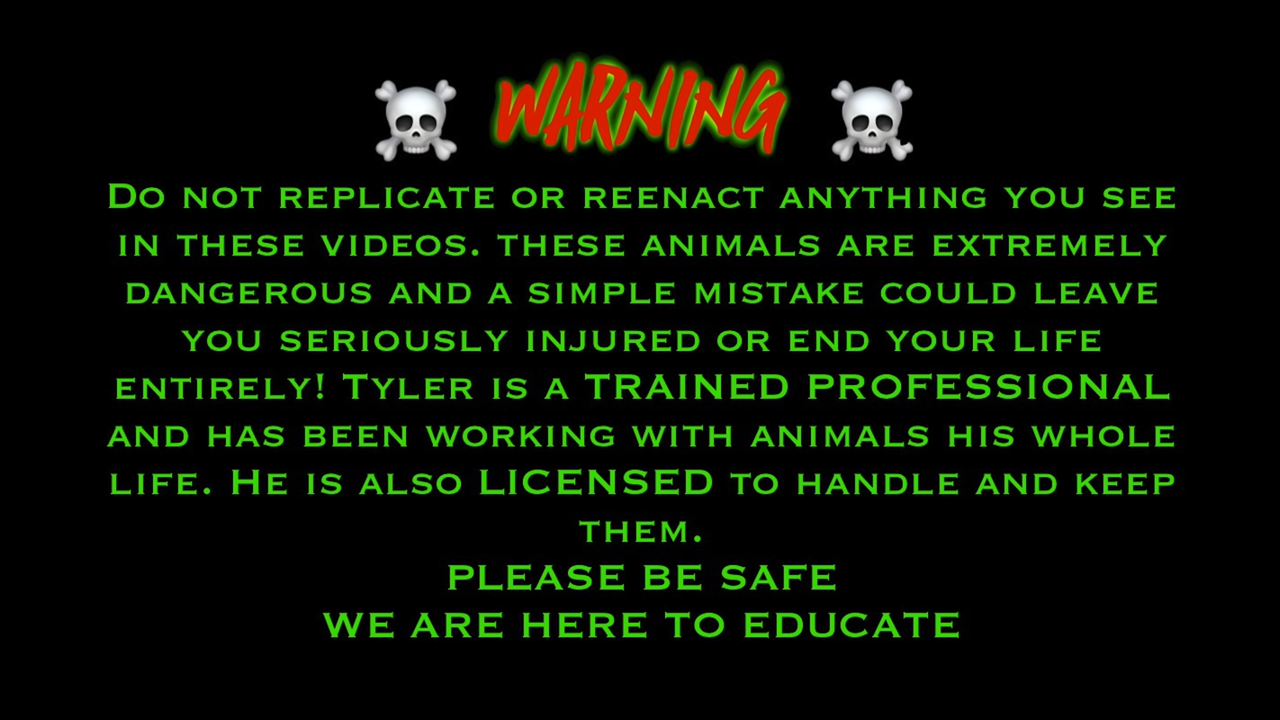 WARNING
Do not replicate or reenact anything you see
in these videos. these animals are extremely
dangerous and a simple mistake could leave
you seriously injured or end your life
entirely! Tyler is a TRAINED PROFESSIONAL
and has been working with animals his whole
life. He is also LICENSED to handle and keep
them.
PLEASE BE SAFE
WE ARE HERE TO EDUCATE